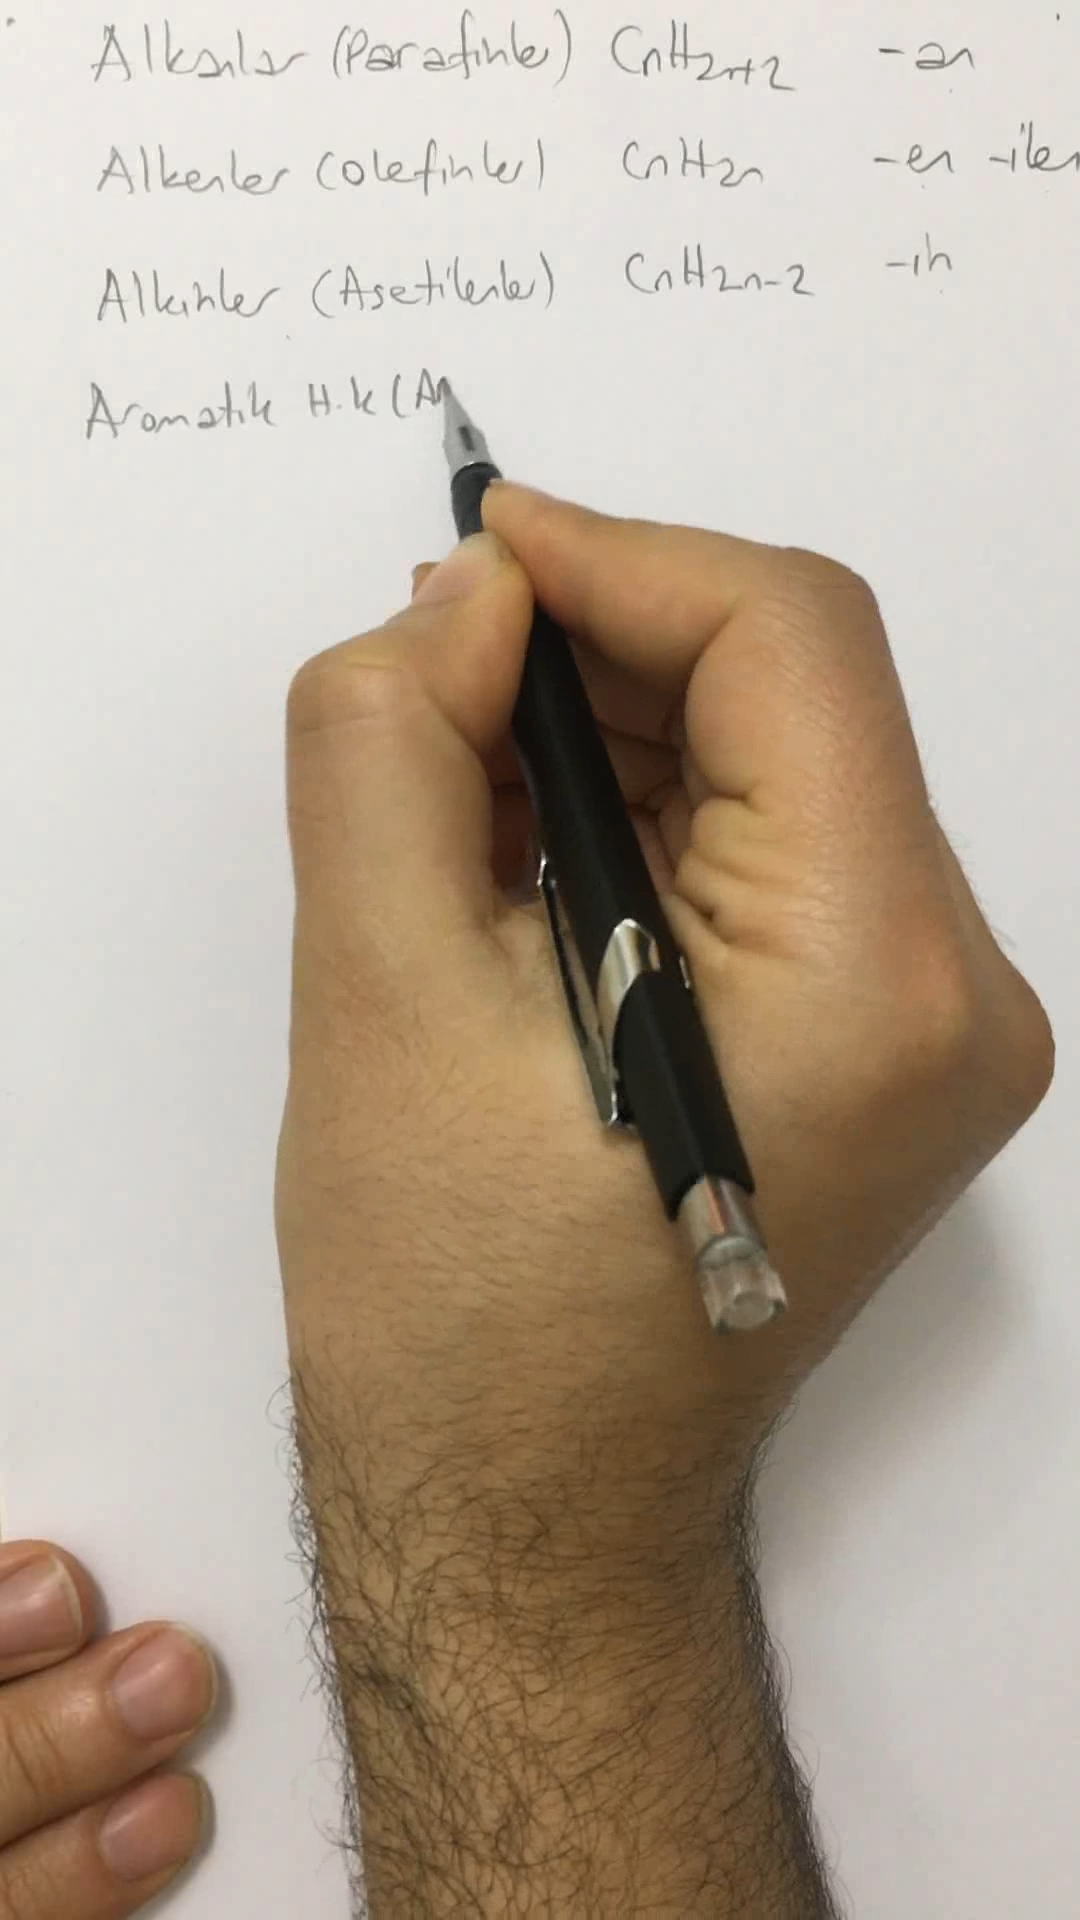 Alkanlar (Parafinler) CnH2n+2 -an
Alkenler (Olefinler) CnH2n -en -ilen
Alkinler (Asetilenler) CnH2n-2 -in
Aromatik H.K (A